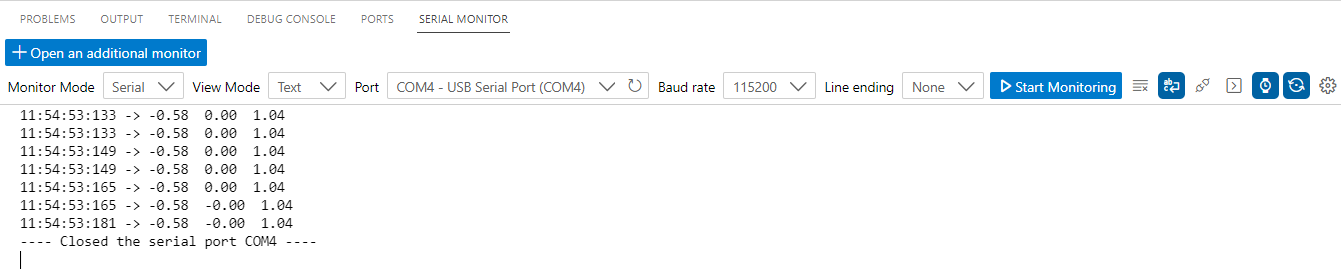 PROBLEMS OUTPUT TERMINAL DEBUG CONSOLE PORTS SERIAL MONITOR
Open an additional monitor
Monitor Mode Serial View Mode Text Port COM4 - USB Serial Port (COM4) Baud rate 115200 Line ending None Start Monitoring
11:54:53:133 -> -0.58  0.00  1.04
11:54:53:133 -> -0.58  0.00  1.04
11:54:53:149 -> -0.58  0.00  1.04
11:54:53:149 -> -0.58  0.00  1.04
11:54:53:165 -> -0.58  0.00  1.04
11:54:53:165 -> -0.58  -0.00  1.04
11:54:53:181 -> -0.58  -0.00  1.04
---- Closed the serial port COM4 ----